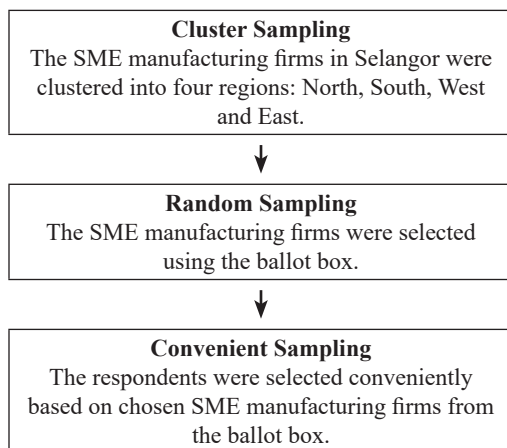 Cluster Sampling
The SME manufacturing firms in Selangor were
clustered into four regions: North, South, West
and East.
Random Sampling
The SME manufacturing firms were selected
using the ballot box.
Convenient Sampling
The respondents were selected conveniently
based on chosen SME manufacturing firms from
the ballot box.